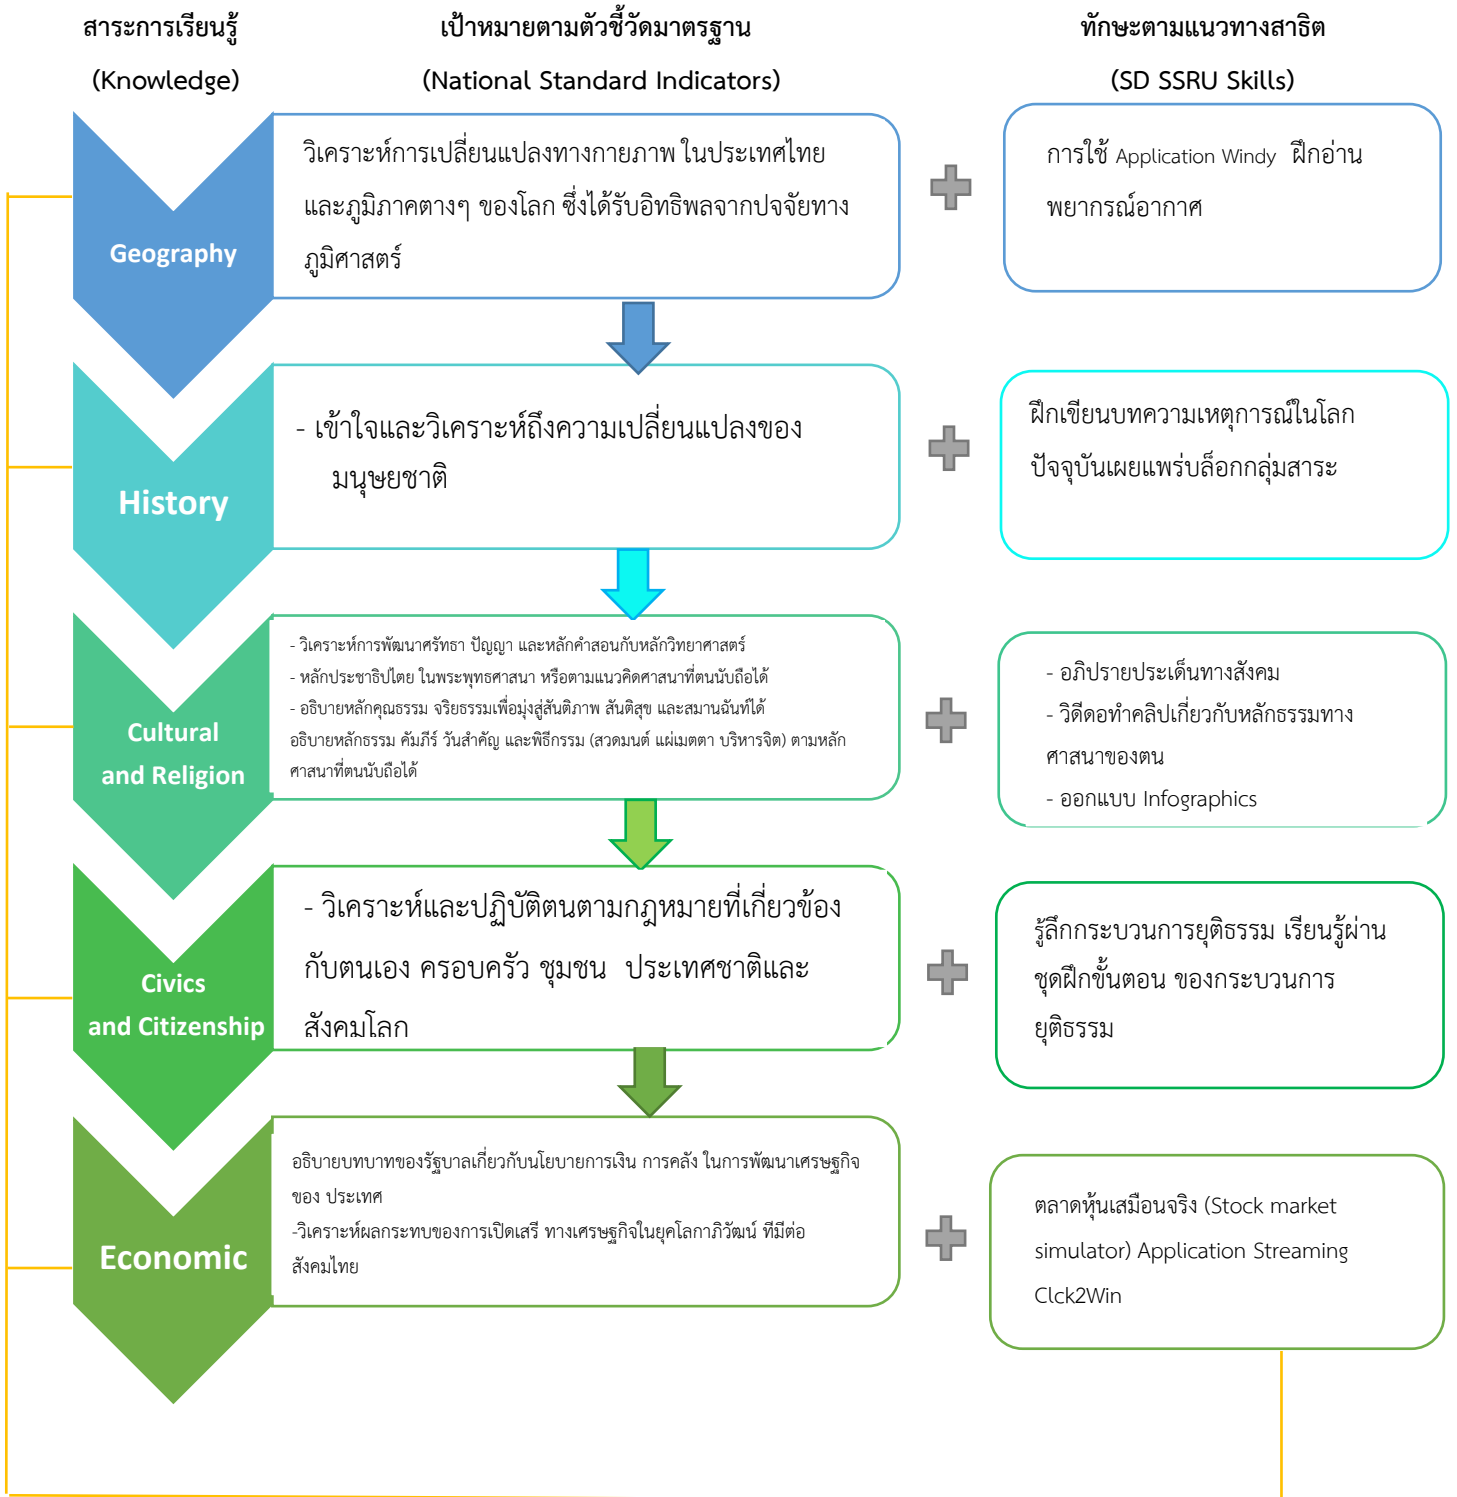 สาระการเรียนรู้
(Knowledge)
เป้าหมายตามตัวชี้วัดมาตรฐาน
(National Standard Indicators)
ทักษะตามแนวทางสาธิต
(SD SSRU Skills)
Geography
วิเคราะห์การเปลี่ยนแปลงทางกายภาพ ในประเทศไทย
และภูมิภาคต่างๆ ของโลก ซึ่งได้รับอิทธิพลจากปจจัยทาง
ภูมิศาสตร์
การใช้ Application Windy ฝึกอ่าน
พยากรณ์อากาศ
History
- เข้าใจและวิเคราะห์ถึงความเปลี่ยนแปลงของ
มนุษยชาติ
ฝึกเขียนบทความเหตุการณ์ในโลก
ปัจจุบันเผยแพร่บล็อกกลุ่มสาระ
Cultural
and Religion
- วิเคราะห์การพัฒนาศรัทธา ปัญญา และหลักคำสอนกับหลักวิทยาศาสตร์
- หลักประชาธิปไตย ในพระพุทธศาสนา หรือตามแนวคิดศาสนาที่ตนนับถือได้
- อธิบายหลักคุณธรรม จริยธรรมเพื่อมุ่งสู่สันติภาพ สันติสุข และสมานฉันท์ได้
อธิบายหลักธรรม คัมภีร์ วันสำคัญ และพิธีกรรม (สวดมนต์ แผ่เมตตา บริหารจิต) ตามหลัก
ศาสนาที่ตนนับถือได้
- อภิปรายประเด็นทางสังคม
- วิดีดอทำคลิปเกี่ยวกับหลักธรรมทาง
ศาสนาของตน
- ออกแบบ Infographics
Civics
and Citizenship
- วิเคราะห์และปฏิบัติตนตามกฎหมายที่เกี่ยวข้อง
กับตนเอง ครอบครัว ชุมชน ประเทศชาติและ
สังคมโลก
รู้ลึกกระบวนการยุติธรรม เรียนรู้ผ่าน
ชุดฝึกขั้นตอน ของกระบวนการ
ยุติธรรม
Economic
อธิบายบทบาทของรัฐบาลเกี่ยวกับนโยบายการเงิน การคลัง ในการพัฒนาเศรษฐกิจ
ของ ประเทศ
-วิเคราะห์ผลกระทบของการเปิดเสรี ทางเศรษฐกิจในยุคโลกาภิวัฒน์ ทีมีต่อ
สังคมไทย
ตลาดหุ้นเสมือนจริง (Stock market
simulator) Application Streaming
Clck2Win